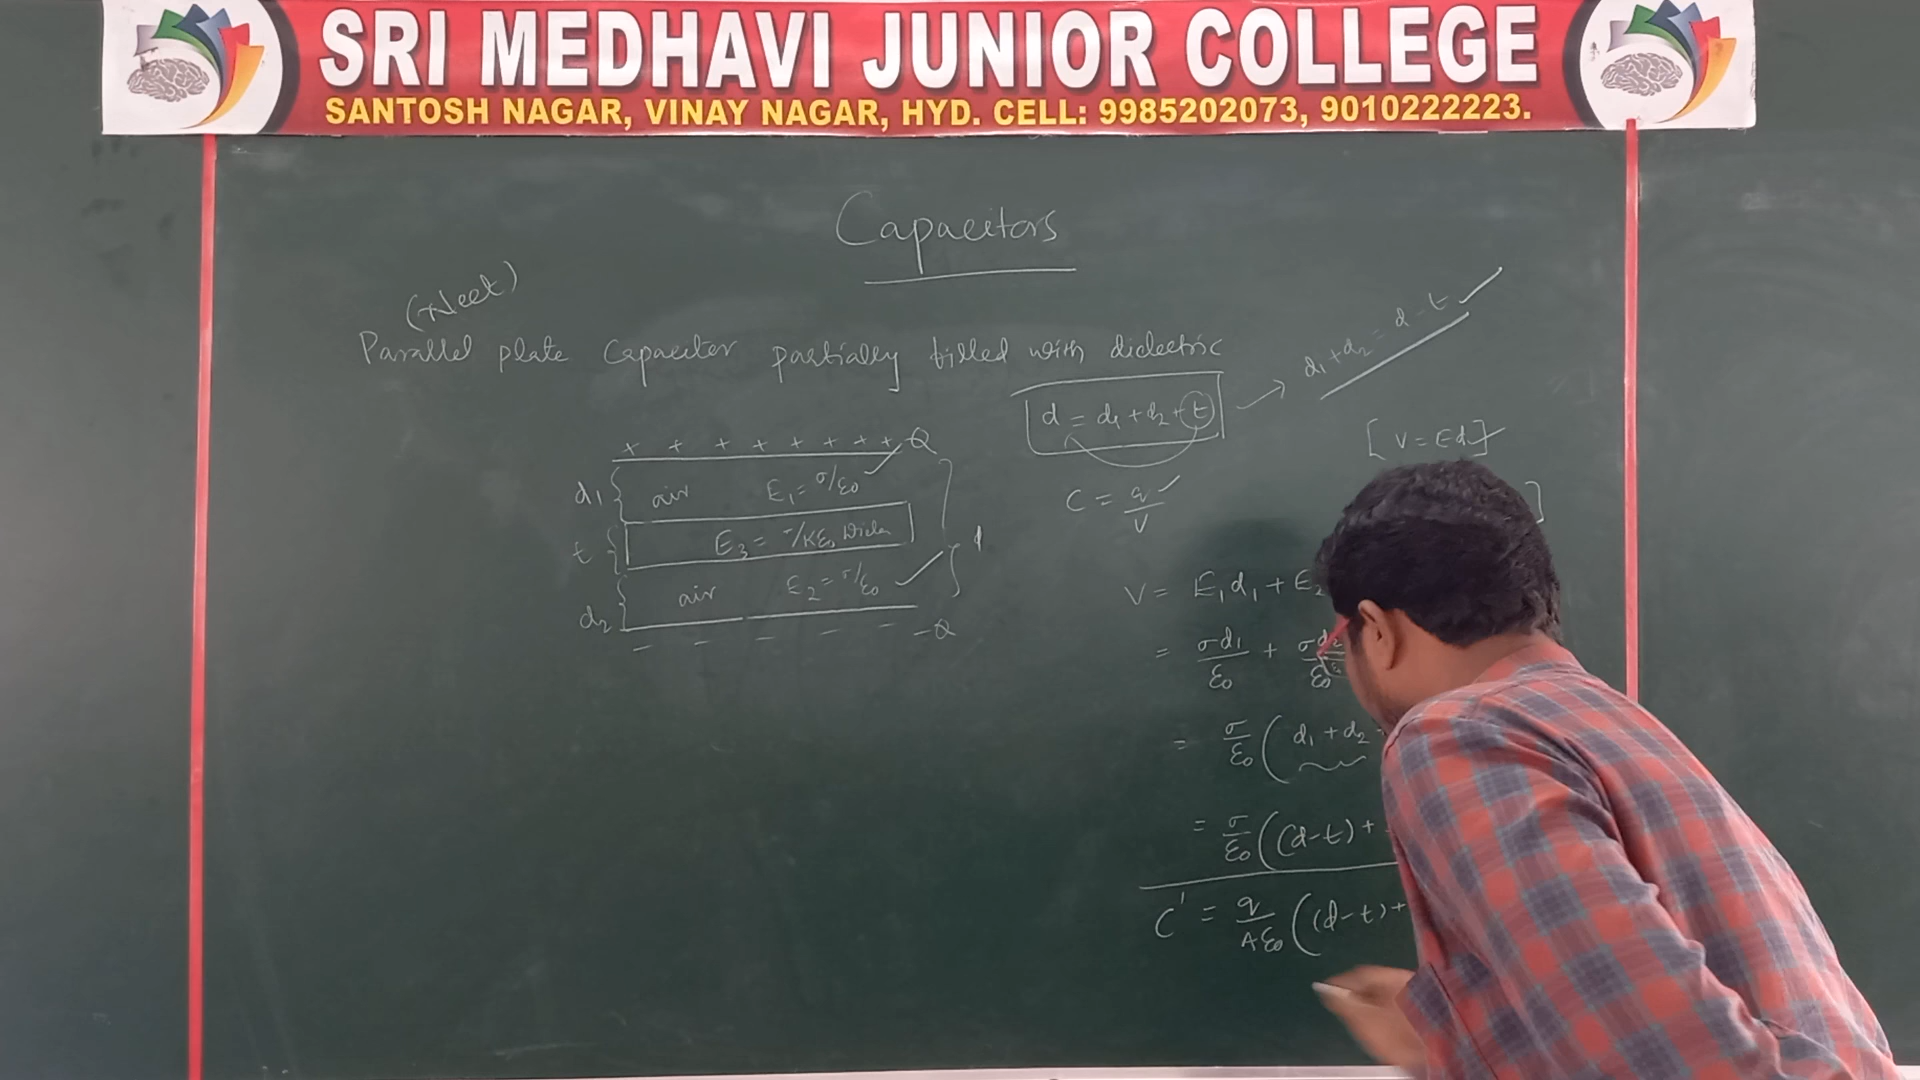 SRI MEDHAVI JUNIOR COLLEGE
SANTOSH NAGAR, VINAY NAGAR, HYD. CELL: 9985202073, 9010222223.
Capacitors
Parallel plate Capacitor partially filled with dielectric
d = d₁ + d₂ + t
d₁ + d₂ = d - t
[V = Ed]
+ + + + + + + + Q
d₁ air E₁ = σ/ε₀
t E₃ = σ/Kε₀
d₂ air E₂ = σ/ε₀
- - - - - -Q
C = q/V
V = E₁d₁ + E₂
= σd₁/ε₀ + σd₂/ε₀
= σ/ε₀ ( d₁ + d₂
= σ/ε₀ ((d-t) +
C' = q/Aε₀ ((d-t) +